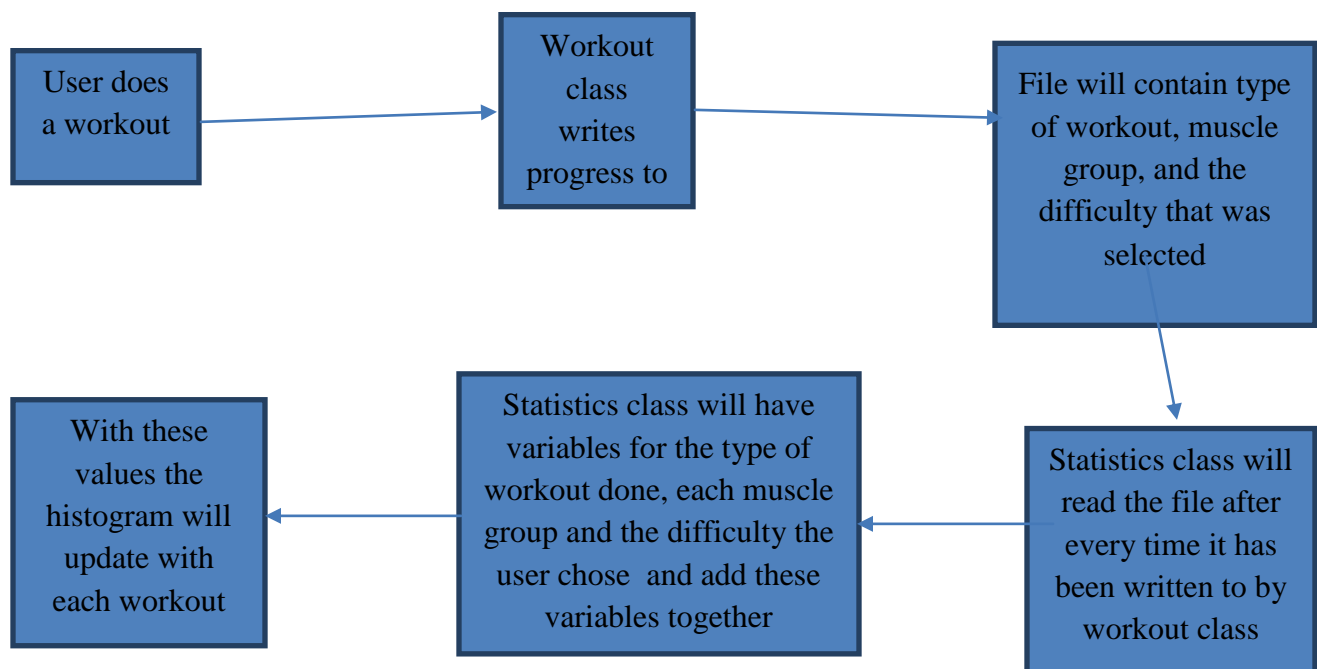 User does
a workout
Workout
class
writes
progress to
File will contain type
of workout, muscle
group, and the
difficulty that was
selected
Statistics class will
read the file after
every time it has
been written to by
workout class
Statistics class will have
variables for the type of
workout done, each muscle
group and the difficulty the
user chose  and add these
variables together
With these
values the
histogram will
update with
each workout